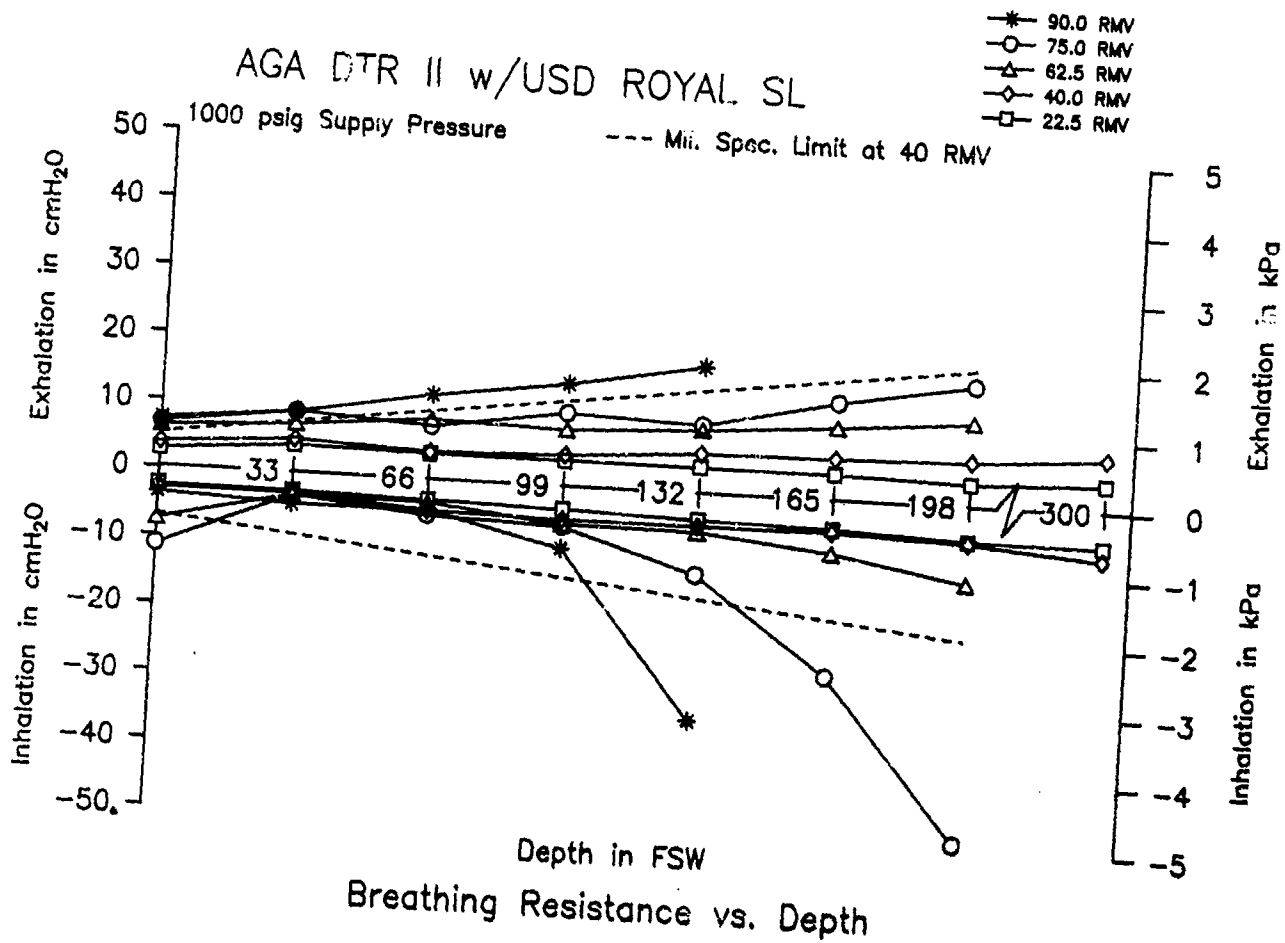 * 90.0 RMV
75.0 RMV
62.5 RMV
40.0 RMV
22.5 RMV
AGA DTR II w/USD ROYAL SL
1000 psig Supply Pressure
--- Mil. Spec. Limit at 40 RMV
50
40
30
20
10
0
-10
-20
-30
-40
-50
Exhalation in cmH₂O
Inhalation in cmH₂O
33
66
99
132
165
198
300
5
4
3
2
1
0
-1
-2
-3
-4
-5
Exhalation in kPa
Inhalation in kPa
Depth in FSW
Breathing Resistance vs. Depth